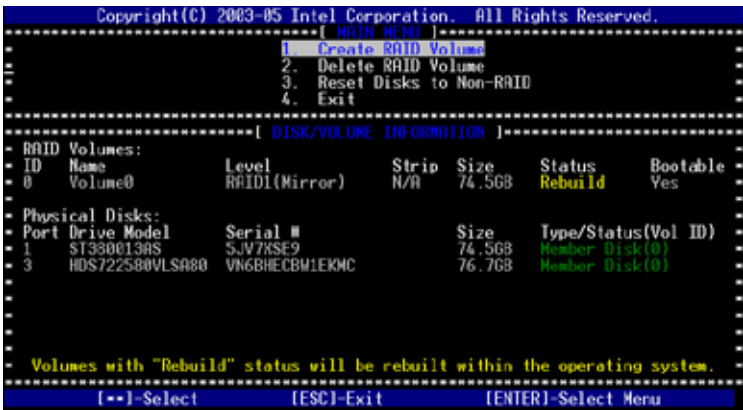 Copyright(C) 2003-05 Intel Corporation. All Rights Reserved.
[ MAIN MENU ]
1. Create RAID Volume
2. Delete RAID Volume
3. Reset Disks to Non-RAID
4. Exit
[ DISK/VOLUME INFORMATION ]
RAID Volumes:
ID Name Level Strip Size Status Bootable
0 Volume0 RAID1(Mirror) N/A 74.5GB Rebuild Yes
Physical Disks:
Port Drive Model Serial # Size Type/Status(Vol ID)
1 ST380013AS 5JV7XSE9 74.5GB Member Disk(0)
3 HDS722580VLSA80 VN6BHECBW1EKMC 76.7GB Member Disk(0)
Volumes with "Rebuild" status will be rebuilt within the operating system.
[↑↓]-Select [ESC]-Exit [ENTER]-Select Menu